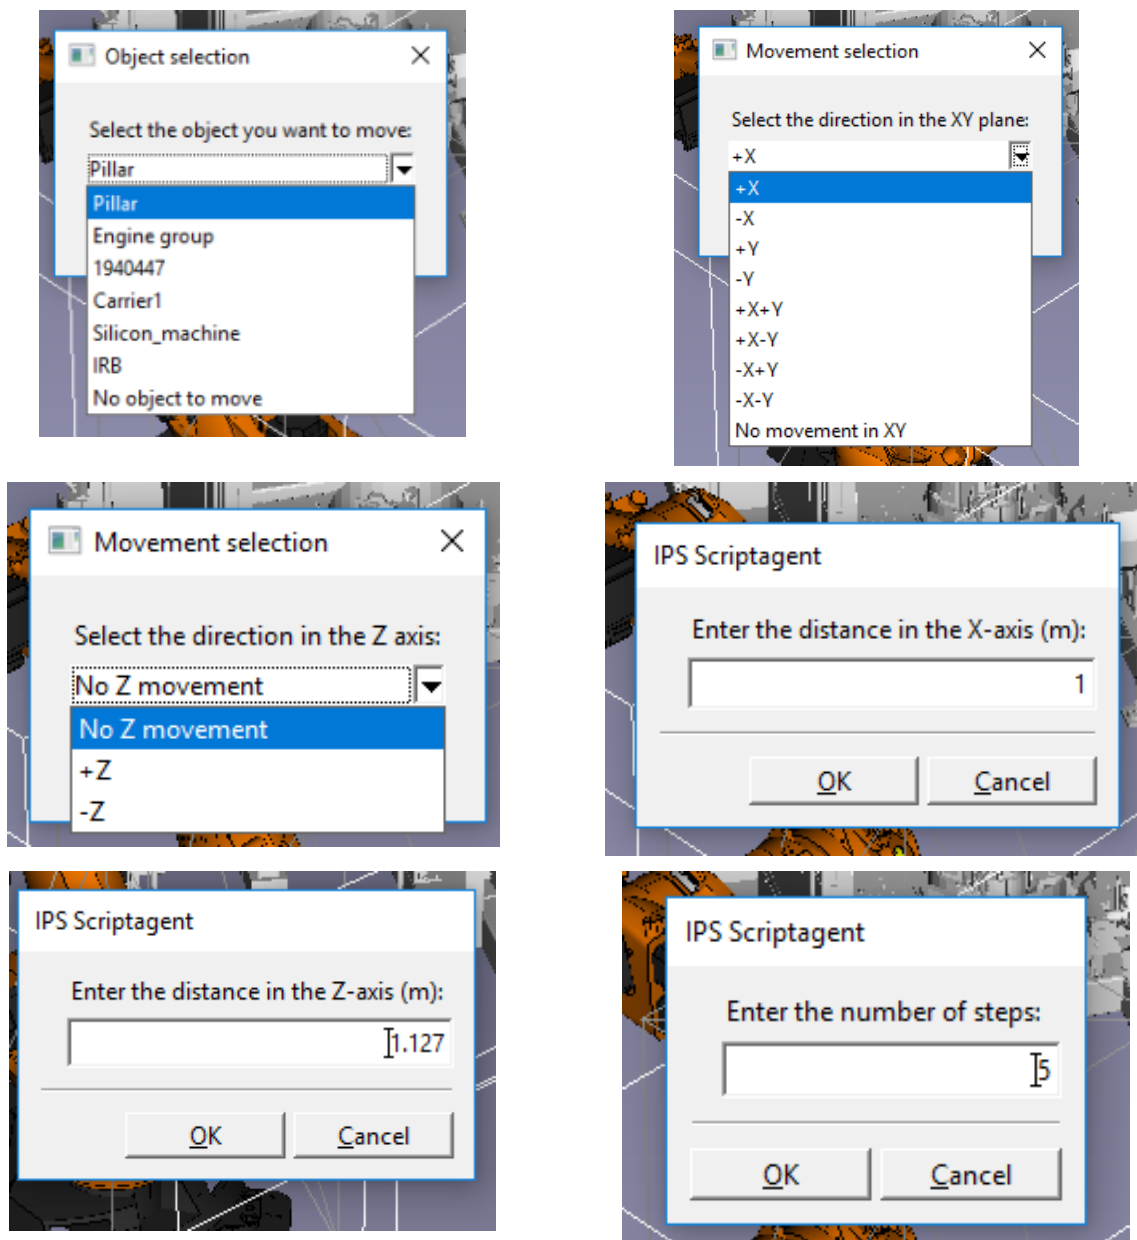 Object selection
Select the object you want to move:
Pillar
Pillar
Engine group
1940447
Carrier1
Silicon_machine
IRB
No object to move
Movement selection
Select the direction in the XY plane:
+X
+X
-X
+Y
-Y
+X+Y
+X-Y
-X+Y
-X-Y
No movement in XY
Movement selection
Select the direction in the Z axis:
No Z movement
No Z movement
+Z
-Z
IPS Scriptagent
Enter the distance in the X-axis (m):
1
OK Cancel
IPS Scriptagent
Enter the distance in the Z-axis (m):
1.127
OK Cancel
IPS Scriptagent
Enter the number of steps:
5
OK Cancel